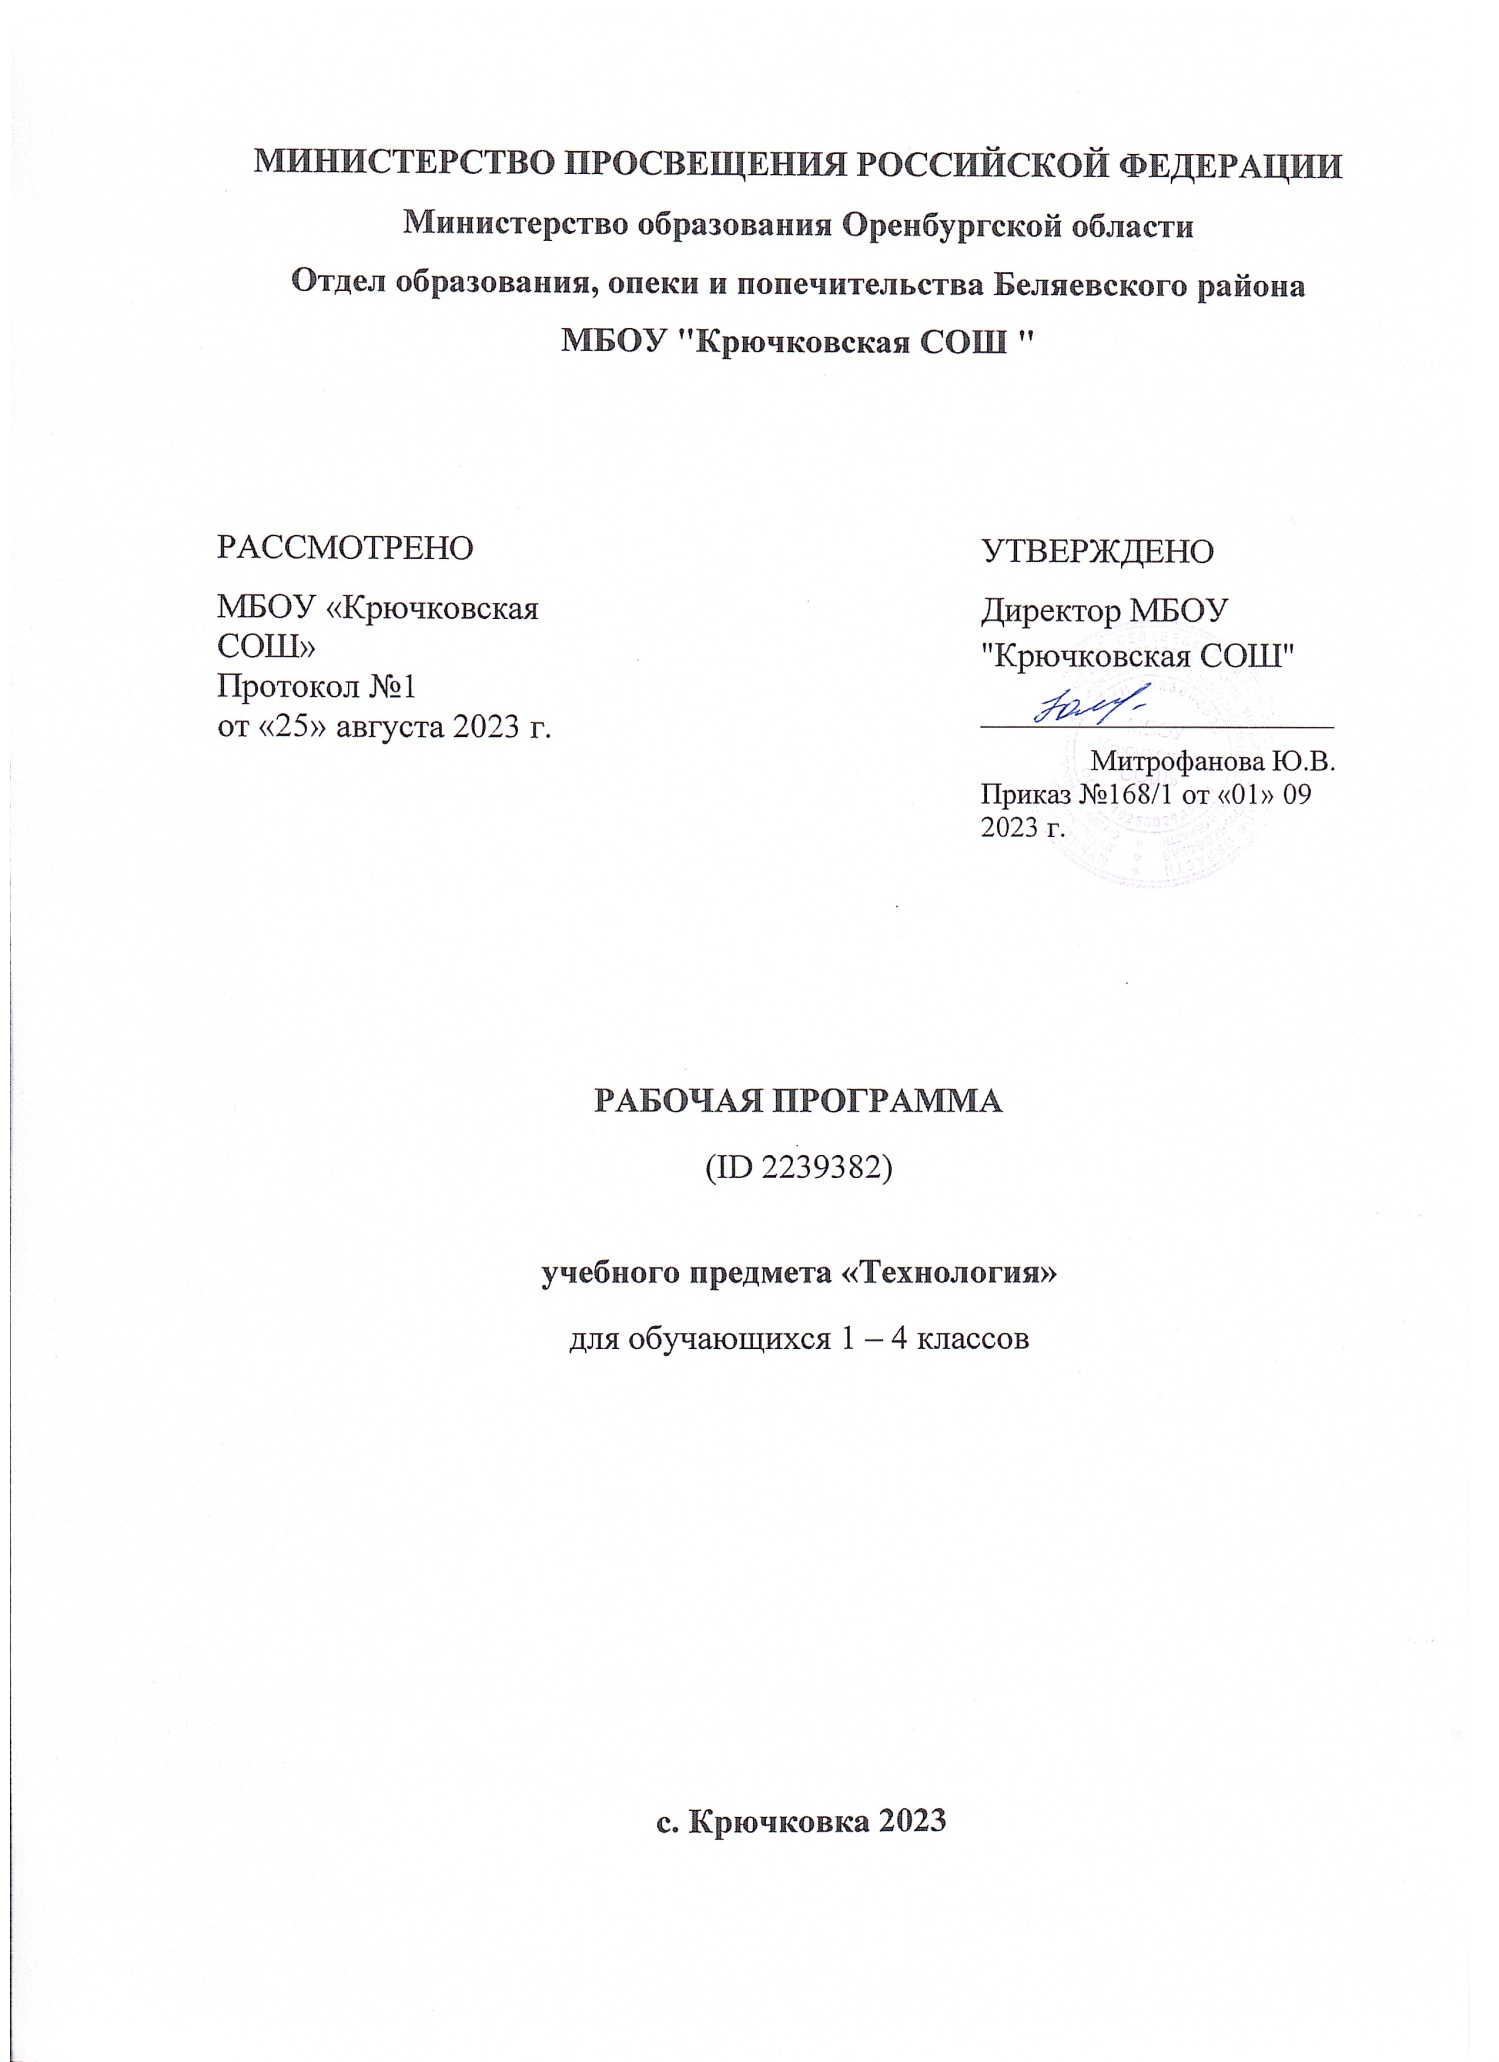 МИНИСТЕРСТВО ПРОСВЕЩЕНИЯ РОССИЙСКОЙ ФЕДЕРАЦИИ
Министерство образования Оренбургской области
Отдел образования, опеки и попечительства Беляевского района
МБОУ "Крючковская СОШ "
РАССМОТРЕНО
МБОУ «Крючковская
СОШ»
Протокол №1
от «25» августа 2023 г.
УТВЕРЖДЕНО
Директор МБОУ
"Крючковская СОШ"
Митрофанова Ю.В.
Приказ №168/1 от «01» 09
2023 г.
РАБОЧАЯ ПРОГРАММА
(ID 2239382)
учебного предмета «Технология»
для обучающихся 1 – 4 классов
с. Крючковка 2023